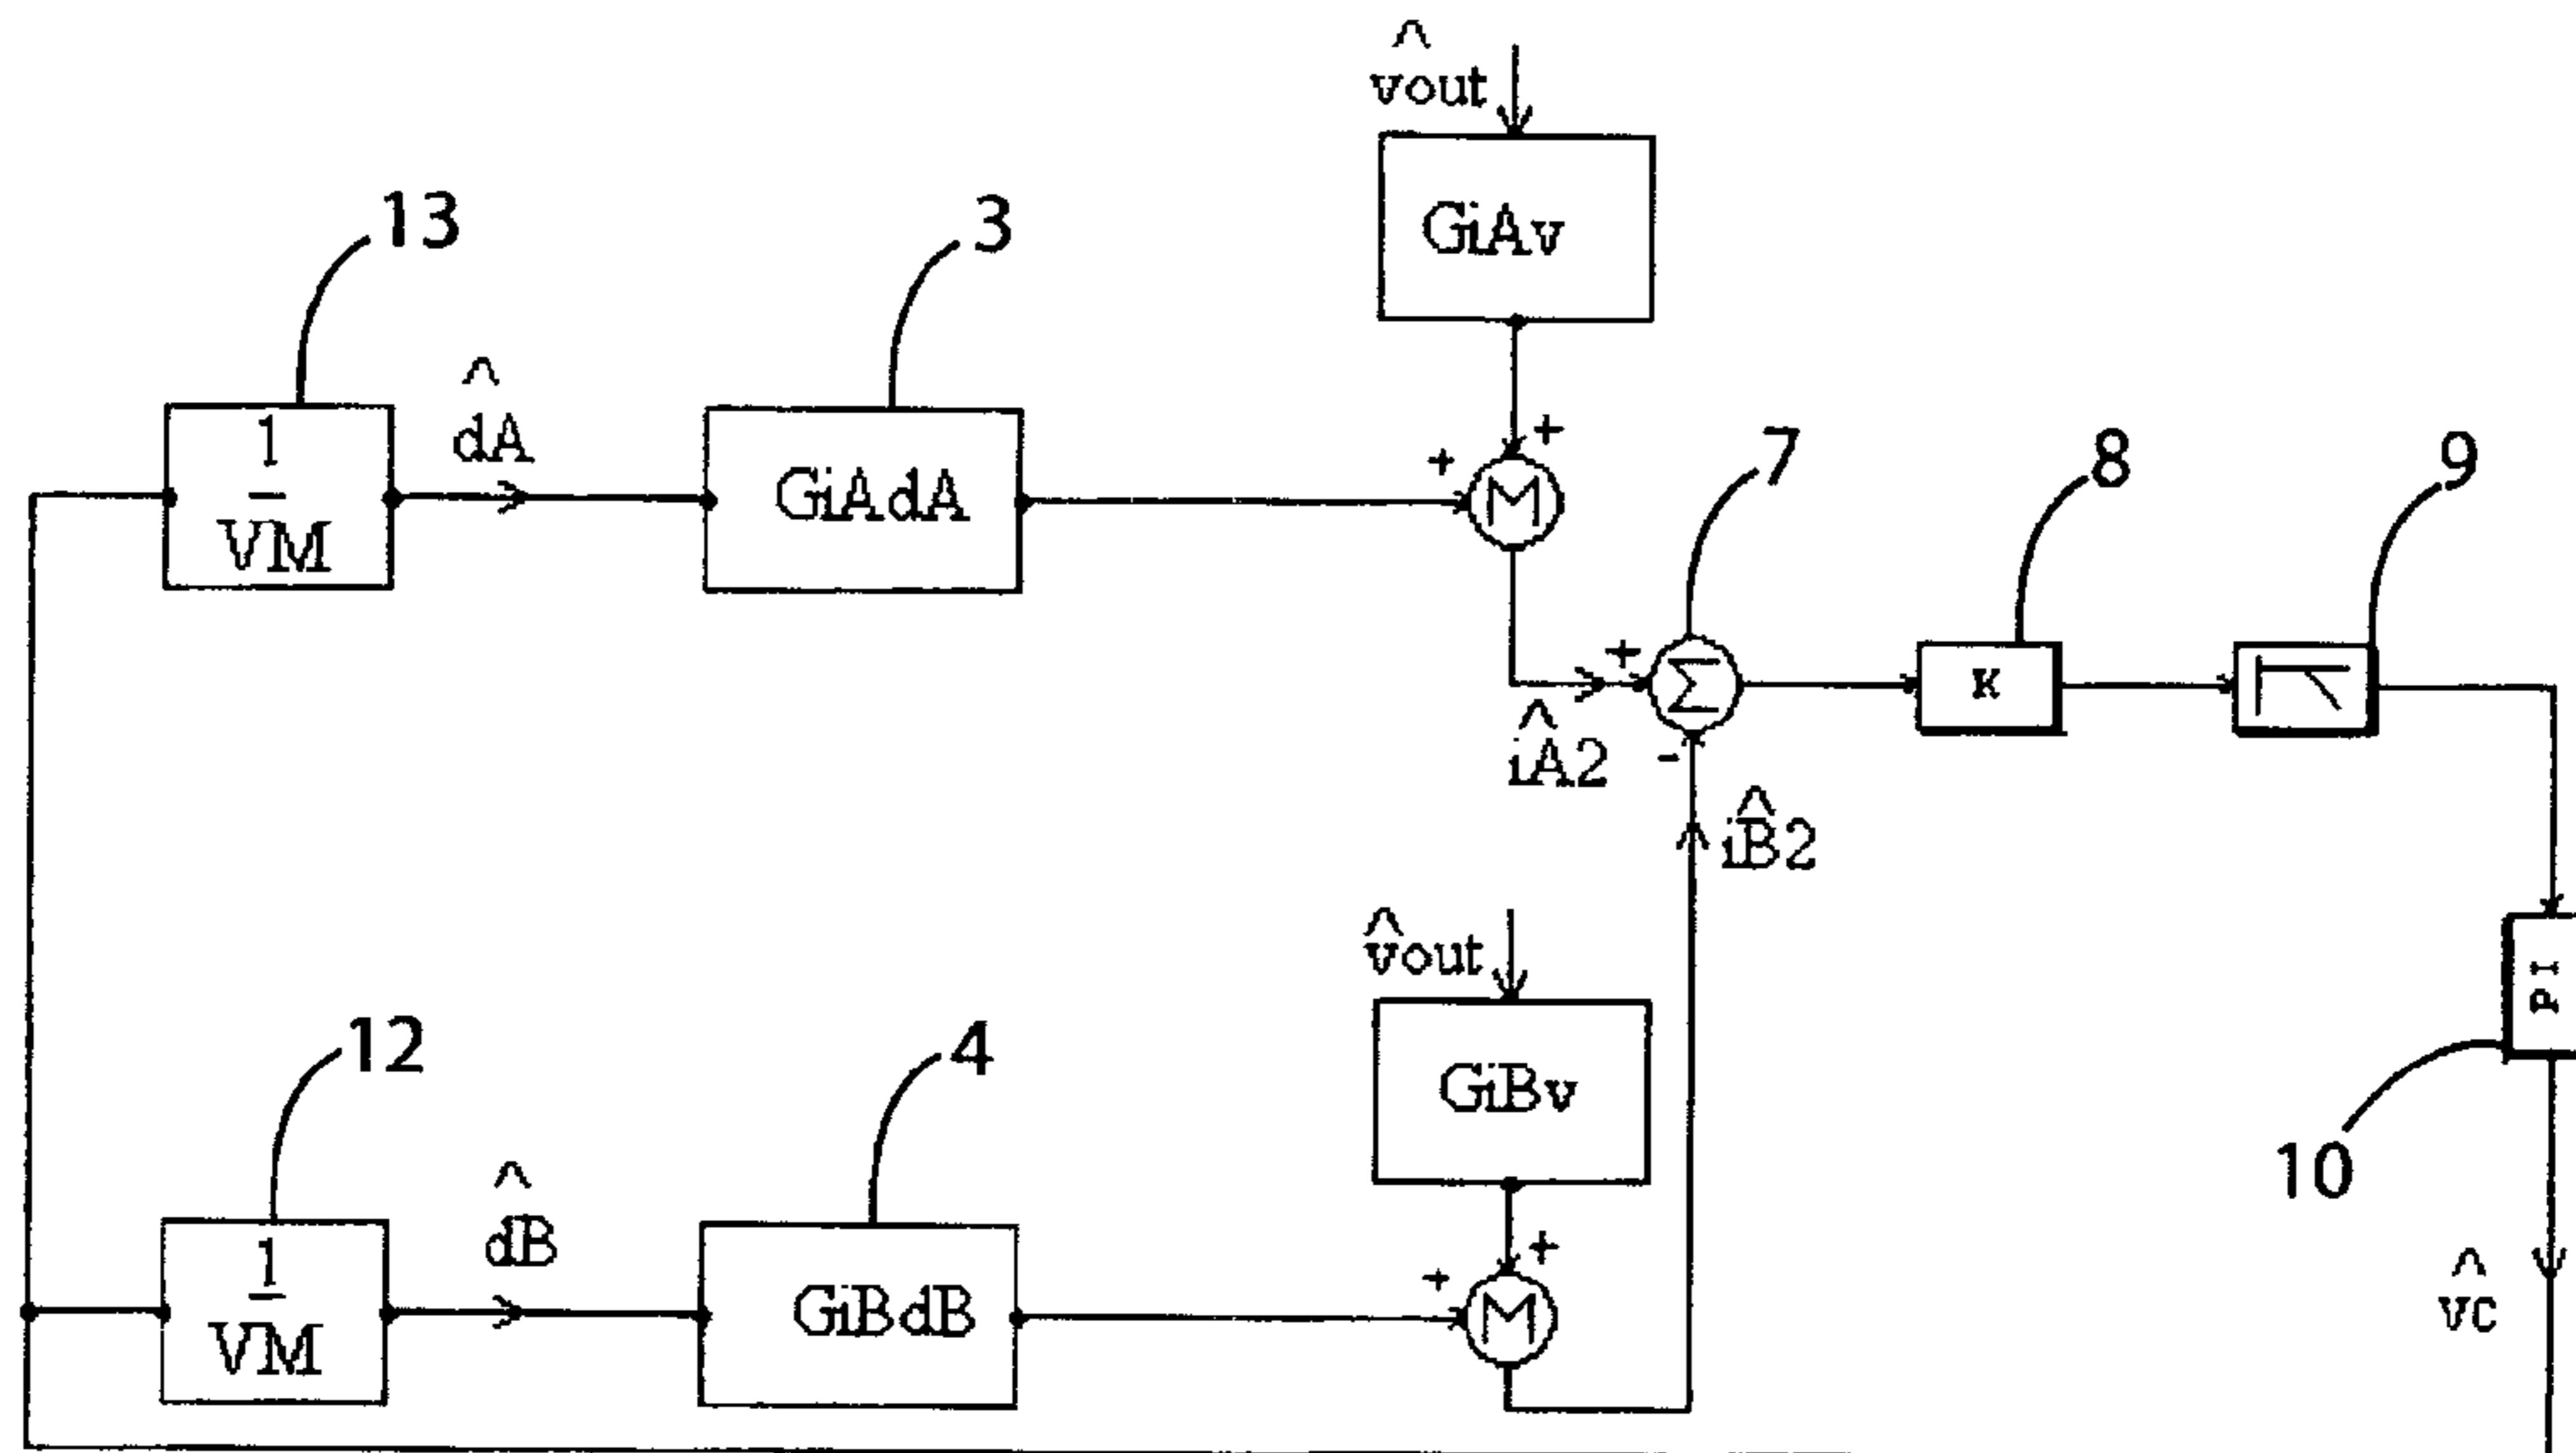 ^
vout
GiAv
13
3
1
VM
^
dA
GiAdA
+
+
M
7
8
9
+
Σ
-
K
^
iA2
^
iB2
^
vout
GiBv
PI
10
12
4
1
VM
^
dB
GiBdB
+
+
M
^
vc